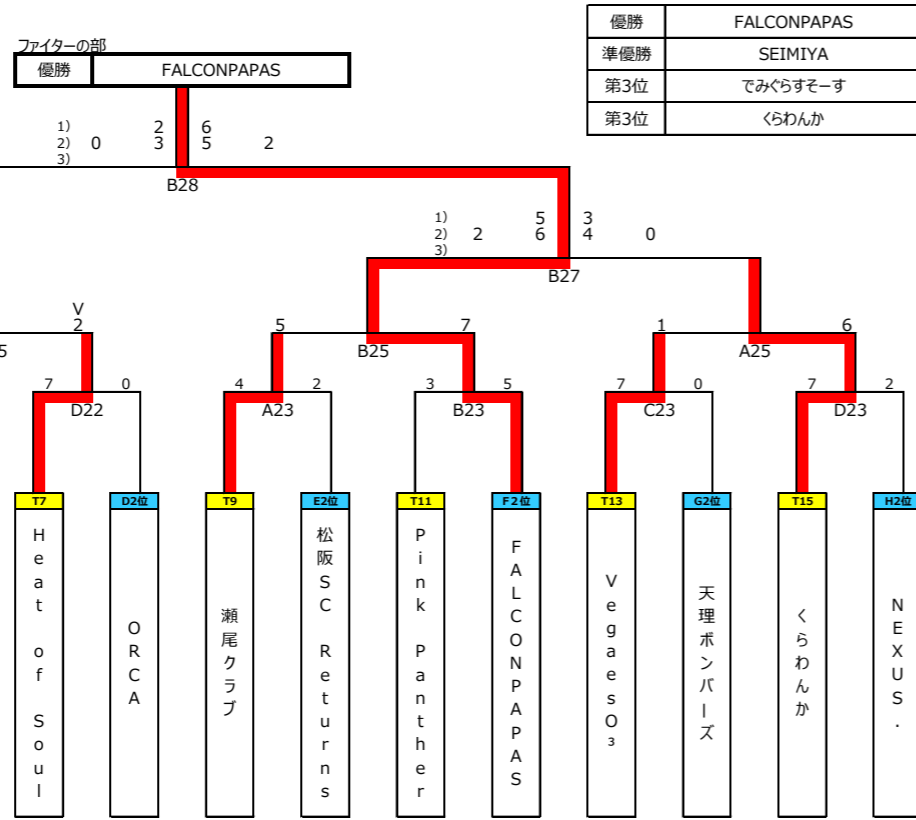 優勝 FALCONPAPAS
準優勝 SEIMIYA
第3位 でみぐらすそーす
第3位 くらわんか
ファイターの部
優勝 FALCONPAPAS
1) 2 6
2) 0 3 5 2
3)
B28
1) 5 3
2) 2 6 4 0
3)
B27
V
2 5 7 1 6
5 B25 A25
7 0 4 2 3 5 7 0 7 2
D22 A23 B23 C23 D23
T7 D2位 T9 E2位 T11 F2位 T13 G2位 T15 H2位
Heat of Soul
ORCA
瀬尾クラブ
松阪SC Returns
Pink Panther
FALCONPAPAS
VegaesO³
天理ボンバーズ
くらわんか
NEXUS.